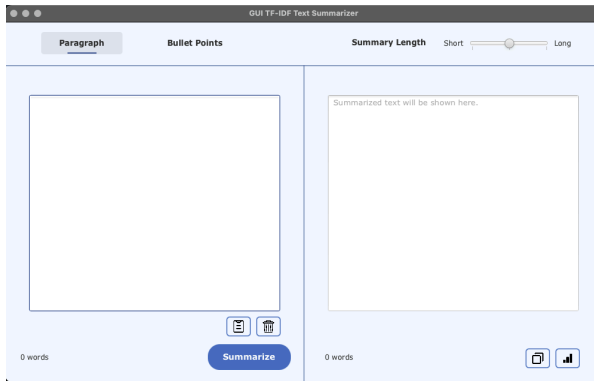 GUI TF-IDF Text Summarizer
Paragraph Bullet Points Summary Length Short Long
Summarized text will be shown here.
0 words Summarize 0 words